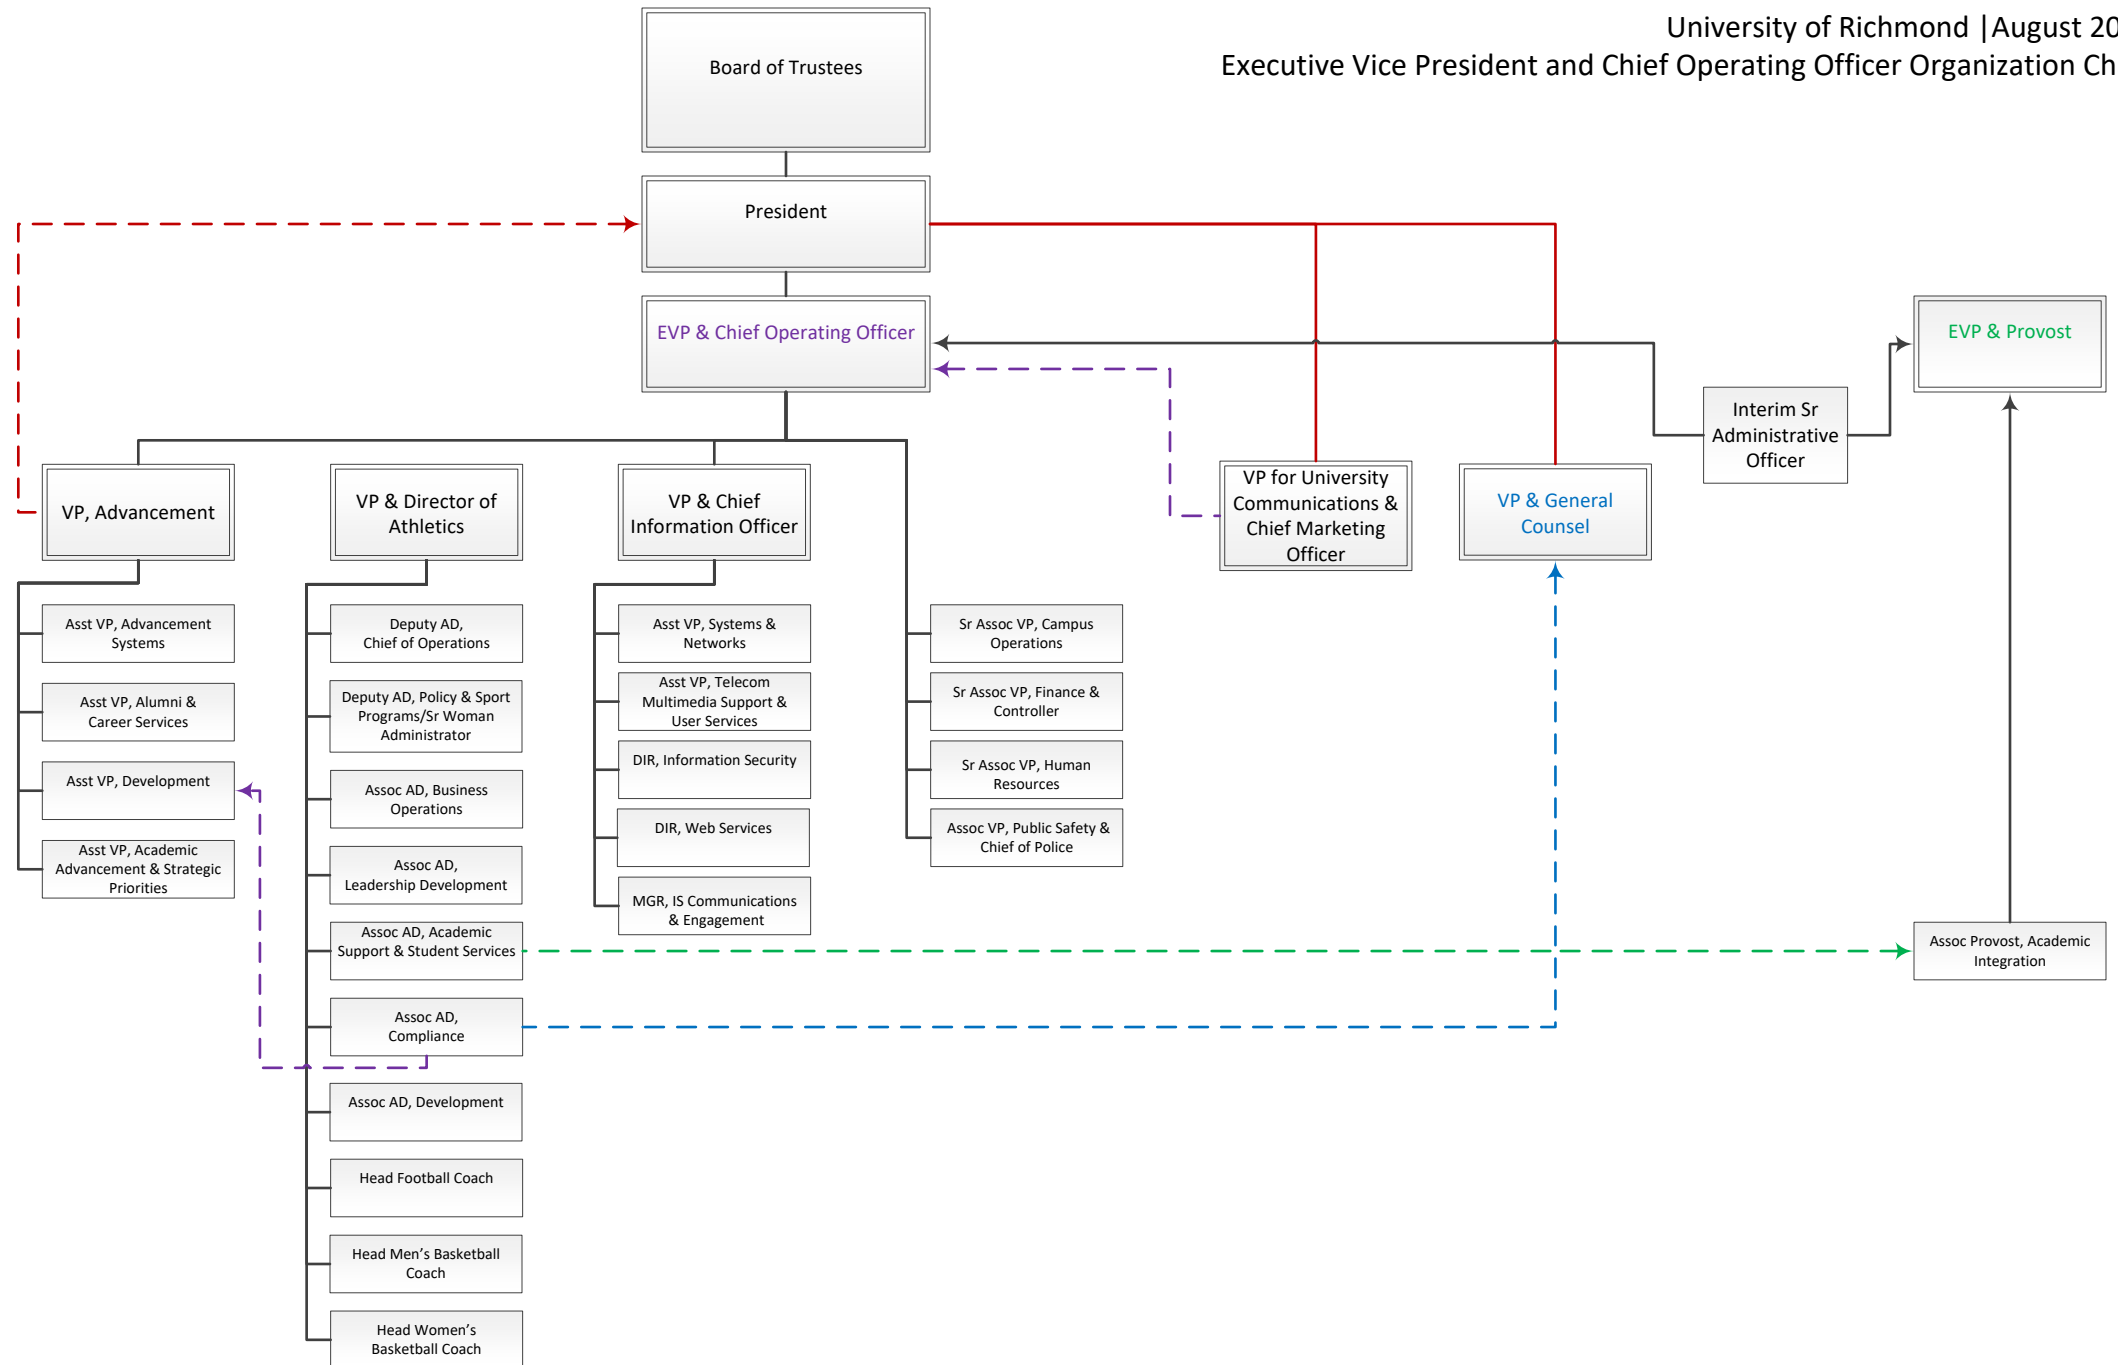 University of Richmond |August 20
Executive Vice President and Chief Operating Officer Organization Ch
Board of Trustees
President
EVP & Chief Operating Officer
EVP & Provost
Interim Sr
Administrative
Officer
VP, Advancement
VP & Director of
Athletics
VP & Chief
Information Officer
VP for University
Communications &
Chief Marketing
Officer
VP & General
Counsel
Asst VP, Advancement
Systems
Asst VP, Alumni &
Career Services
Asst VP, Development
Asst VP, Academic
Advancement & Strategic
Priorities
Deputy AD,
Chief of Operations
Deputy AD, Policy & Sport
Programs/Sr Woman
Administrator
Assoc AD, Business
Operations
Assoc AD,
Leadership Development
Assoc AD, Academic
Support & Student Services
Assoc AD,
Compliance
Assoc AD, Development
Head Football Coach
Head Men's Basketball
Coach
Head Women's
Basketball Coach
Asst VP, Systems &
Networks
Asst VP, Telecom
Multimedia Support &
User Services
DIR, Information Security
DIR, Web Services
MGR, IS Communications
& Engagement
Sr Assoc VP, Campus
Operations
Sr Assoc VP, Finance &
Controller
Sr Assoc VP, Human
Resources
Assoc VP, Public Safety &
Chief of Police
Assoc Provost, Academic
Integration